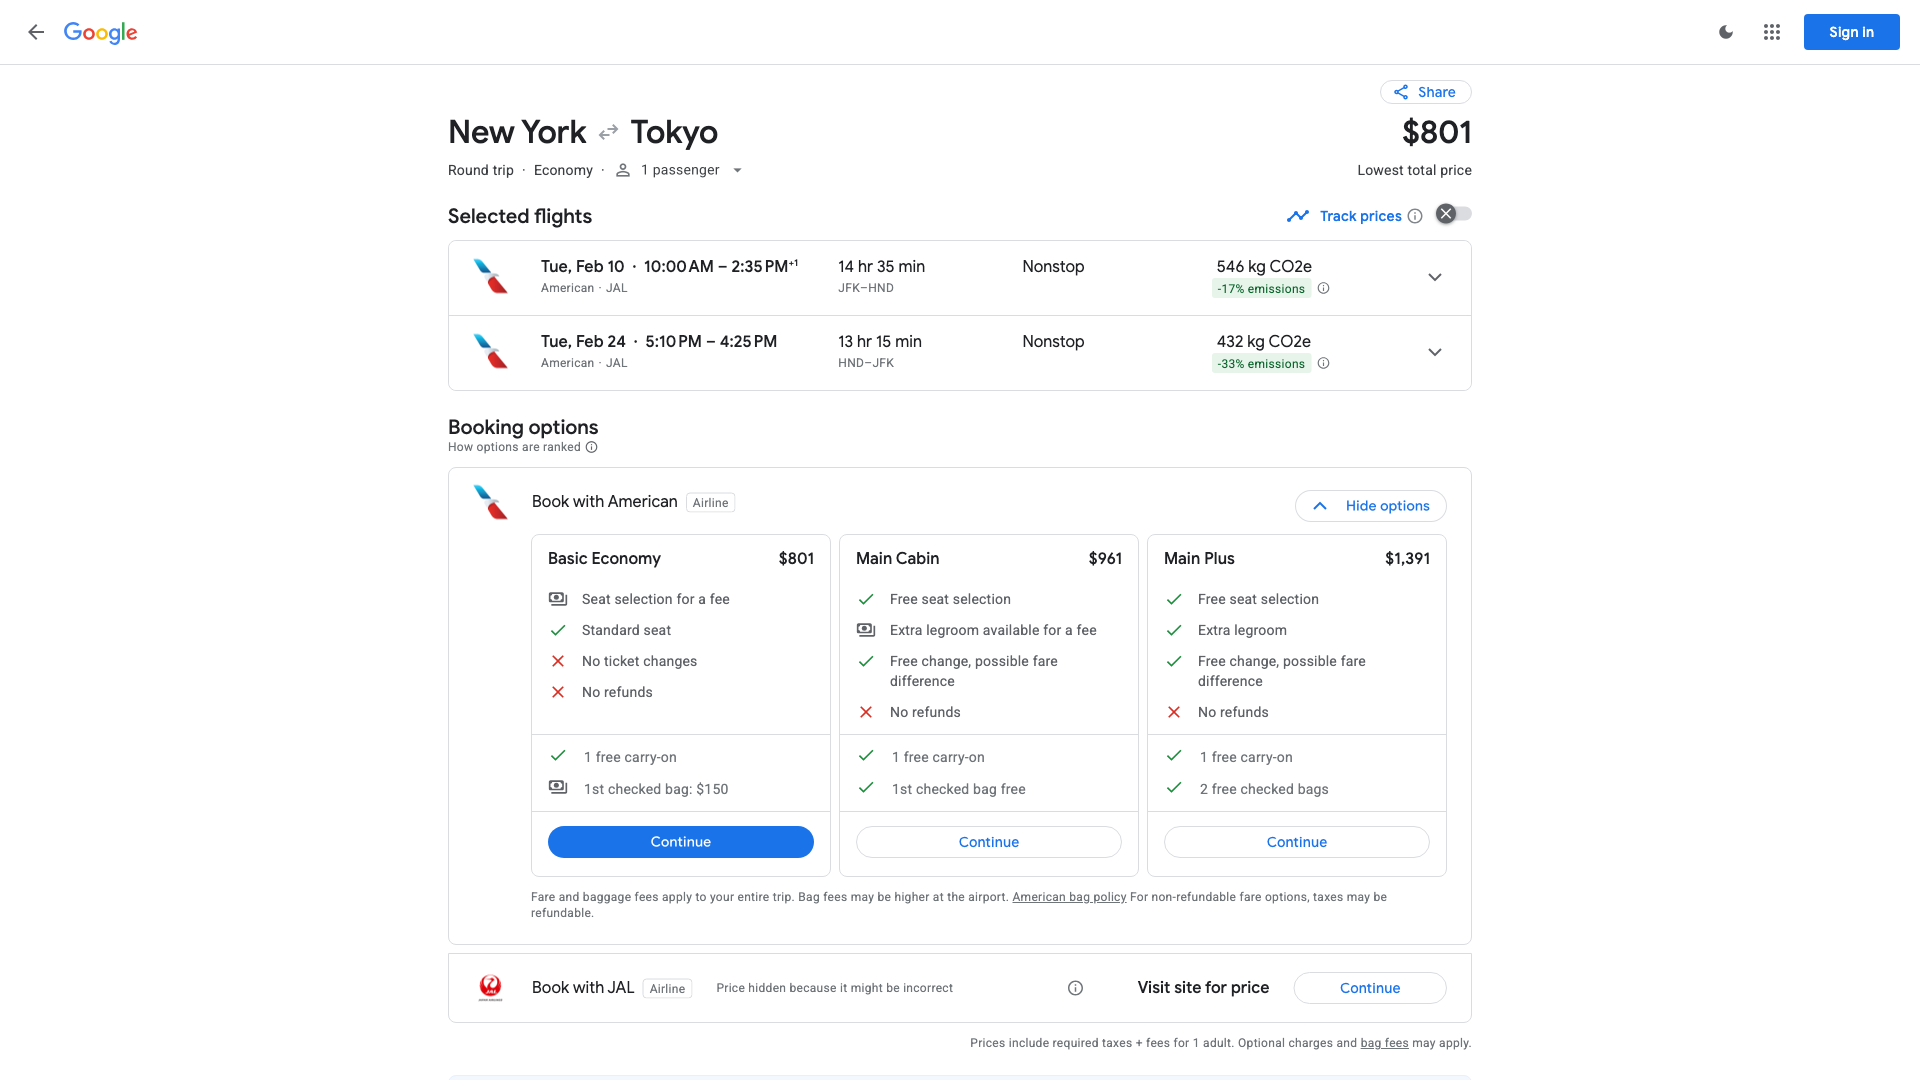 Google
Sign in
Share
New York Tokyo
$801
Round trip · Economy · 1 passenger
Lowest total price
Selected flights
Track prices
Tue, Feb 10 · 10:00 AM – 2:35 PM+1
14 hr 35 min
Nonstop
546 kg CO2e
American · JAL
JFK–HND
-17% emissions
Tue, Feb 24 · 5:10 PM – 4:25 PM
13 hr 15 min
Nonstop
432 kg CO2e
American · JAL
HND–JFK
-33% emissions
Booking options
How options are ranked
Book with American Airline
Hide options
Basic Economy $801
Seat selection for a fee
Standard seat
No ticket changes
No refunds
1 free carry-on
1st checked bag: $150
Continue
Main Cabin $961
Free seat selection
Extra legroom available for a fee
Free change, possible fare
difference
No refunds
1 free carry-on
1st checked bag free
Continue
Main Plus $1,391
Free seat selection
Extra legroom
Free change, possible fare
difference
No refunds
1 free carry-on
2 free checked bags
Continue
Fare and baggage fees apply to your entire trip. Bag fees may be higher at the airport. American bag policy For non-refundable fare options, taxes may be
refundable.
Book with JAL Airline Price hidden because it might be incorrect
Visit site for price
Continue
Prices include required taxes + fees for 1 adult. Optional charges and bag fees may apply.